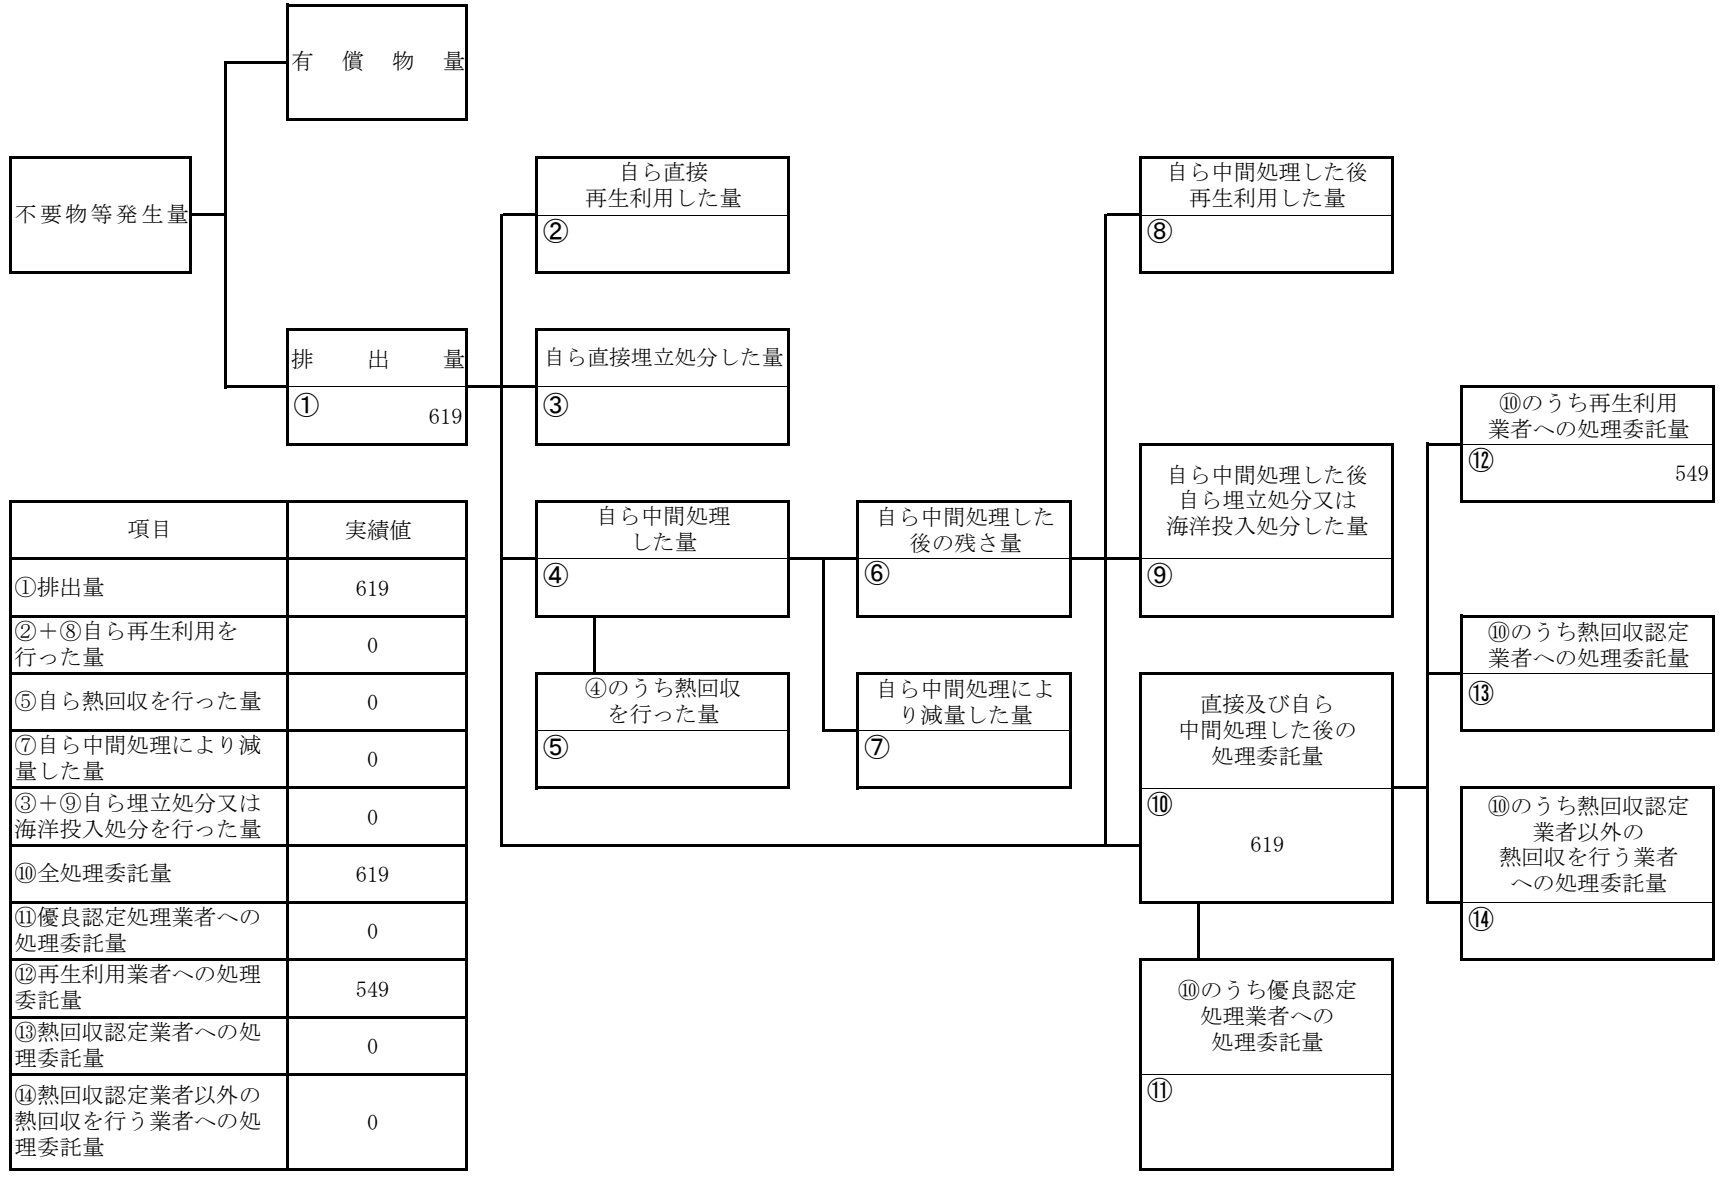 有償物量
不要物等発生量
自ら直接
再生利用した量
②
自ら中間処理した後
再生利用した量
⑧
排出量
①
619
自ら直接埋立処分した量
③
⑩のうち再生利用
業者への処理委託量
⑫
549
自ら中間処理
した量
④
自ら中間処理した
後の残さ量
⑥
自ら中間処理した後
自ら埋立処分又は
海洋投入処分した量
⑨
④のうち熱回収
を行った量
⑤
自ら中間処理によ
り減量した量
⑦
直接及び自ら
中間処理した後の
処理委託量
⑩
619
⑩のうち熱回収認定
業者への処理委託量
⑬
⑩のうち熱回収認定
業者以外の
熱回収を行う業者
への処理委託量
⑭
⑩のうち優良認定
処理業者への
処理委託量
⑪
項目 実績値
①排出量 619
②＋⑧自ら再生利用を
行った量 0
⑤自ら熱回収を行った量 0
⑦自ら中間処理により減
量した量 0
③＋⑨自ら埋立処分又は
海洋投入処分を行った量 0
⑩全処理委託量 619
⑪優良認定処理業者への
処理委託量 0
⑫再生利用業者への処理
委託量 549
⑬熱回収認定業者への処
理委託量 0
⑭熱回収認定業者以外の
熱回収を行う業者への処
理委託量 0